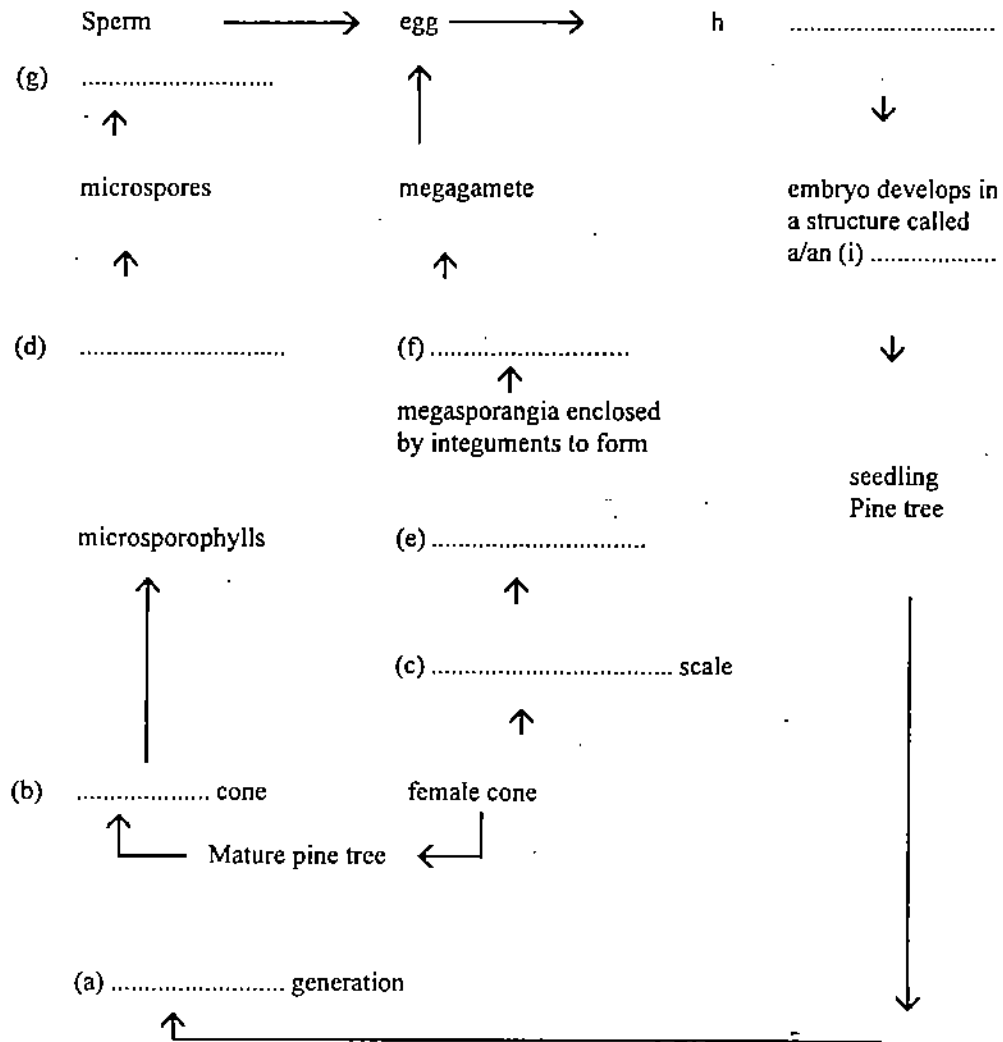 Sperm egg h ..............................
(g) ............................
microspores megagamete embryo develops in
a structure called
a/an (i) ..................
(d) .............................. (f) .............................
megasporangia enclosed
by integuments to form
seedling
Pine tree
microsporophylls (e) ...............................
(c) ................................... scale
(b) ................... cone female cone
Mature pine tree
(a) .......................... generation